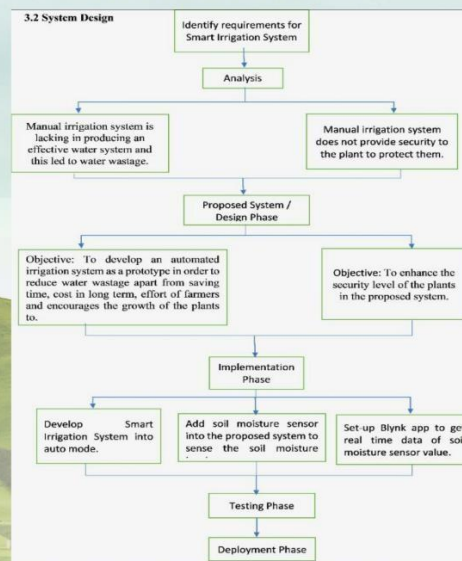 3.2 System Design
Identify requirements for
Smart Irrigation System
Analysis
Manual irrigation system is
lacking in producing an
effective water system and
this led to water wastage.
Manual irrigation system
does not provide security to
the plant to protect them.
Proposed System /
Design Phase
Objective: To develop an automated
irrigation system as a prototype in order to
reduce water wastage apart from saving
time, cost in long term, effort of farmers
and encourages the growth of the plants
to.
Objective: To enhance the
security level of the plants
in the proposed system.
Implementation
Phase
Develop Smart
Irrigation System into
auto mode.
Add soil moisture sensor
into the proposed system to
sense the soil moisture
Set-up Blynk app to ge
real time data of soi
moisture sensor value.
Testing Phase
Deployment Phase